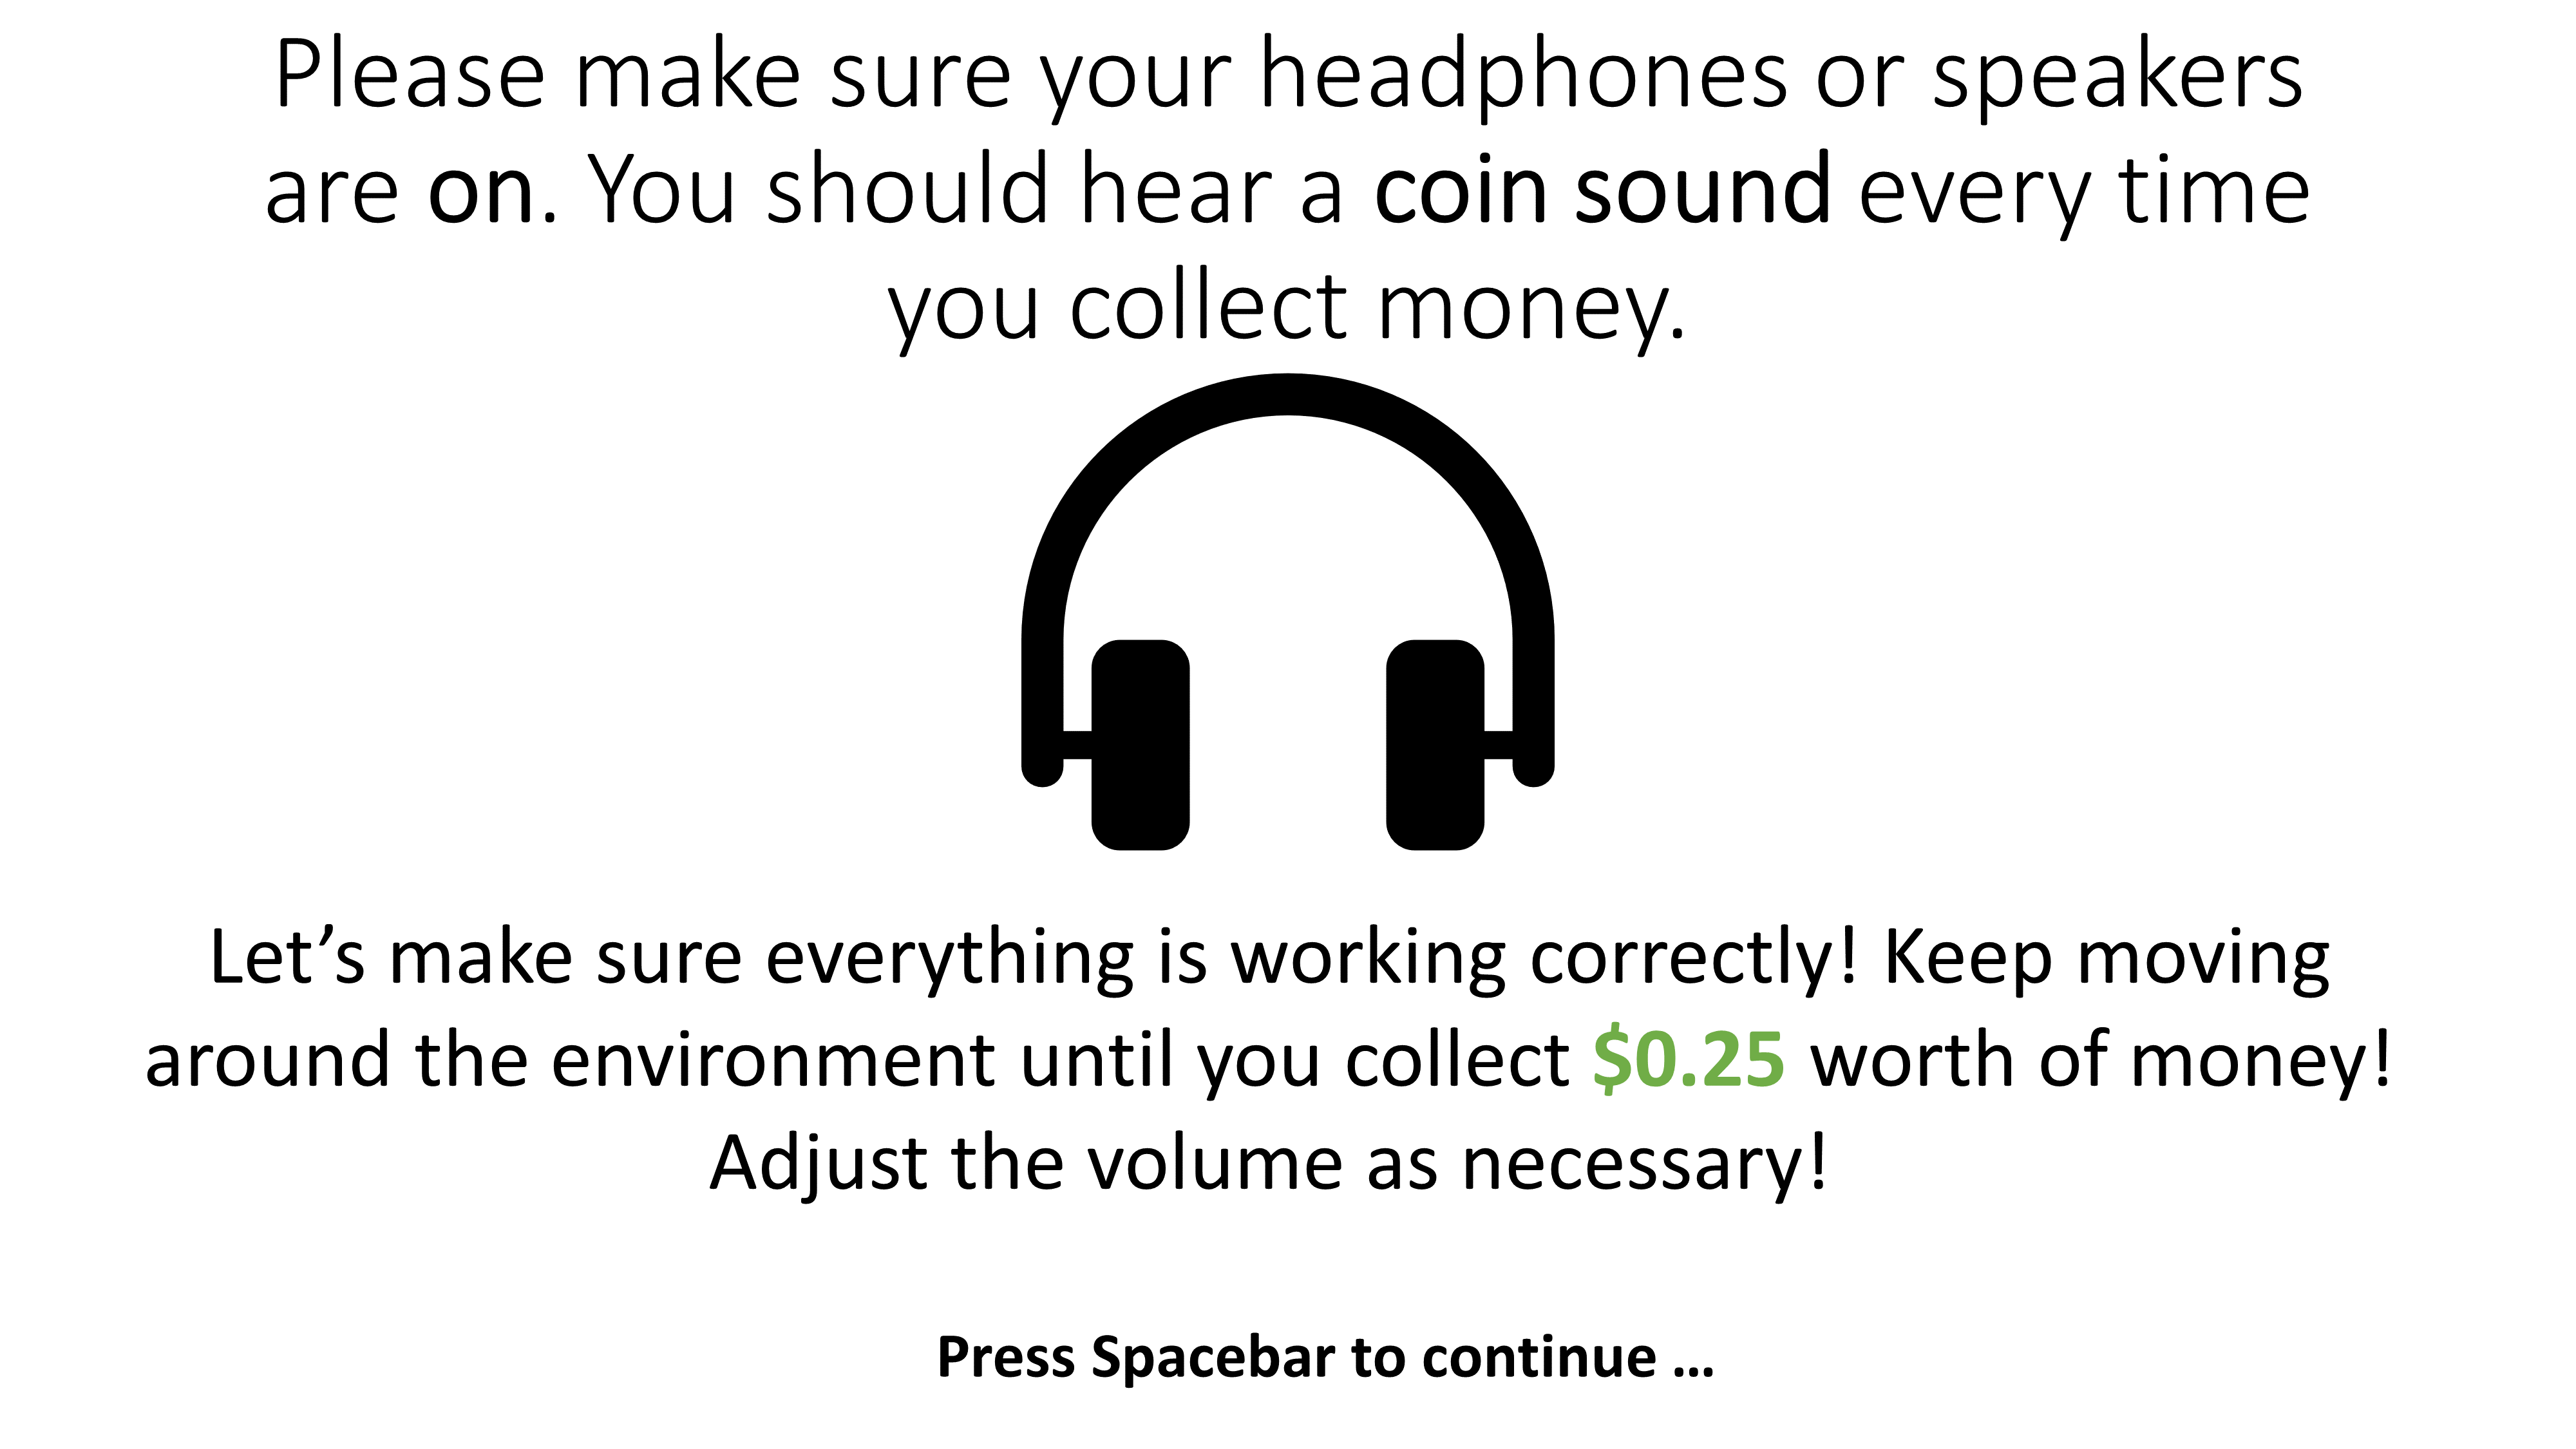 Please make sure your headphones or speakers
are on. You should hear a coin sound every time
you collect money.
Let’s make sure everything is working correctly! Keep moving
around the environment until you collect $0.25 worth of money!
Adjust the volume as necessary!
Press Spacebar to continue …